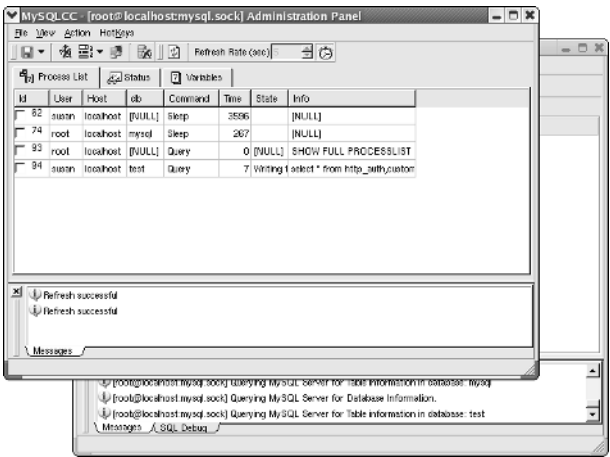 MySQLCC - [root@localhost:mysql.sock] Administration Panel
File View Action HotKeys
Refresh Rate (sec) 5
Process List Status Variables
Id User Host db Command Time State Info
62 susan localhost [NULL] Sleep 3596 [NULL]
74 root localhost mysql Sleep 267 [NULL]
93 root localhost [NULL] Query 0 [NULL] SHOW FULL PROCESSLIST
94 susan localhost test Query 7 Writing t select * from http_auth,custom
Refresh successful
Refresh successful
Messages
[root@localhost:mysql.sock] Querying MySQL Server for Table information in database: mysql
[root@localhost:mysql.sock] Querying MySQL Server for Database Information.
[root@localhost:mysql.sock] Querying MySQL Server for Table information in database: test
Messages SQL Debug